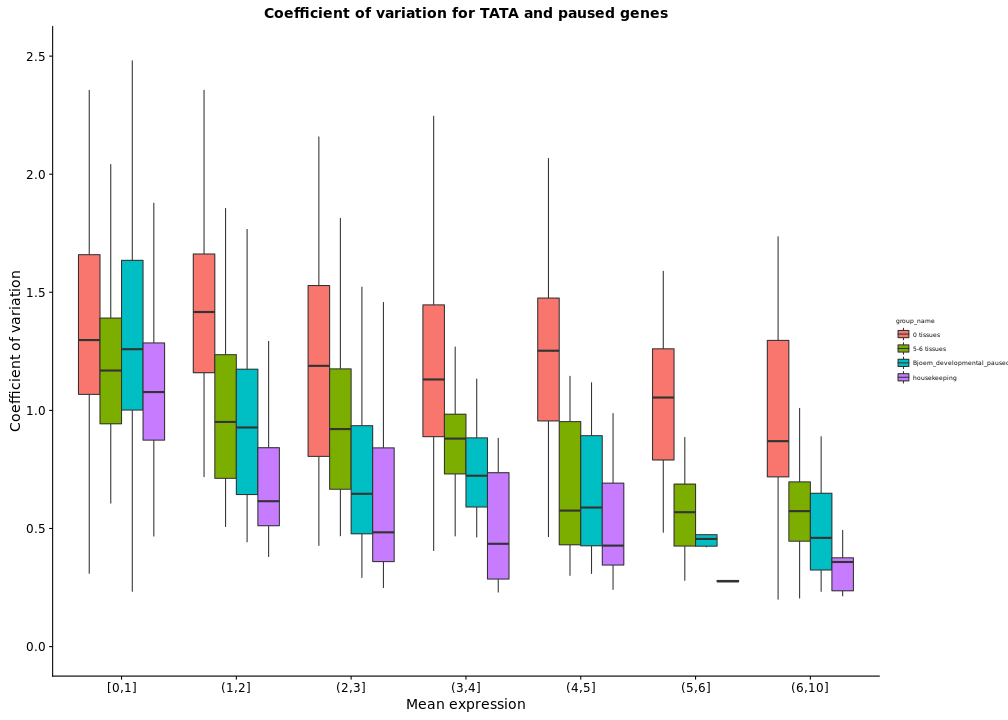 Coefficient of variation for TATA and paused genes
Coefficient of variation
2.5
2.0
1.5
1.0
0.5
0.0
[0,1]
(1,2]
(2,3]
(3,4]
(4,5]
(5,6]
(6,10]
Mean expression
group_name
0 tissues
5-6 tissues
Bjoern_developmental_paused
housekeeping